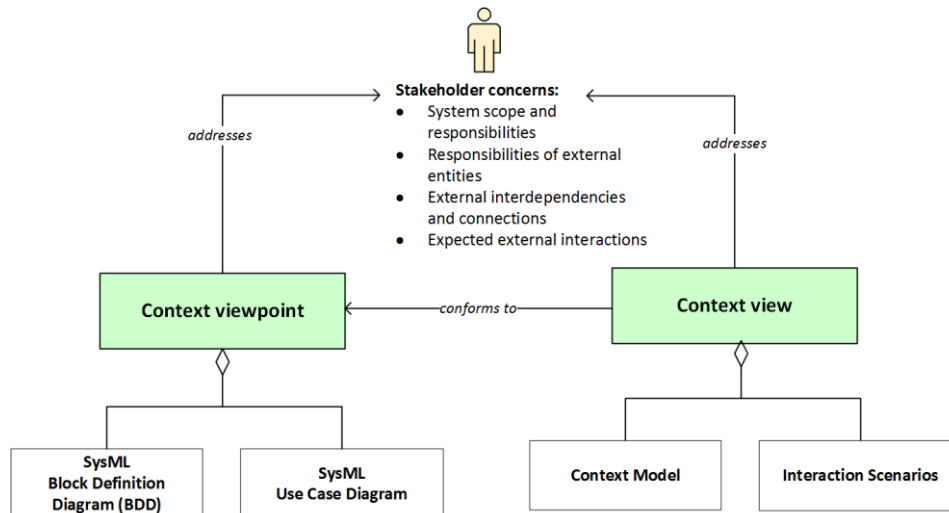 Stakeholder concerns:
● System scope and
responsibilities
● Responsibilities of external
entities
● External interdependencies
and connections
● Expected external interactions
addresses
addresses
Context viewpoint
conforms to
Context view
SysML
Block Definition
Diagram (BDD)
SysML
Use Case Diagram
Context Model
Interaction Scenarios